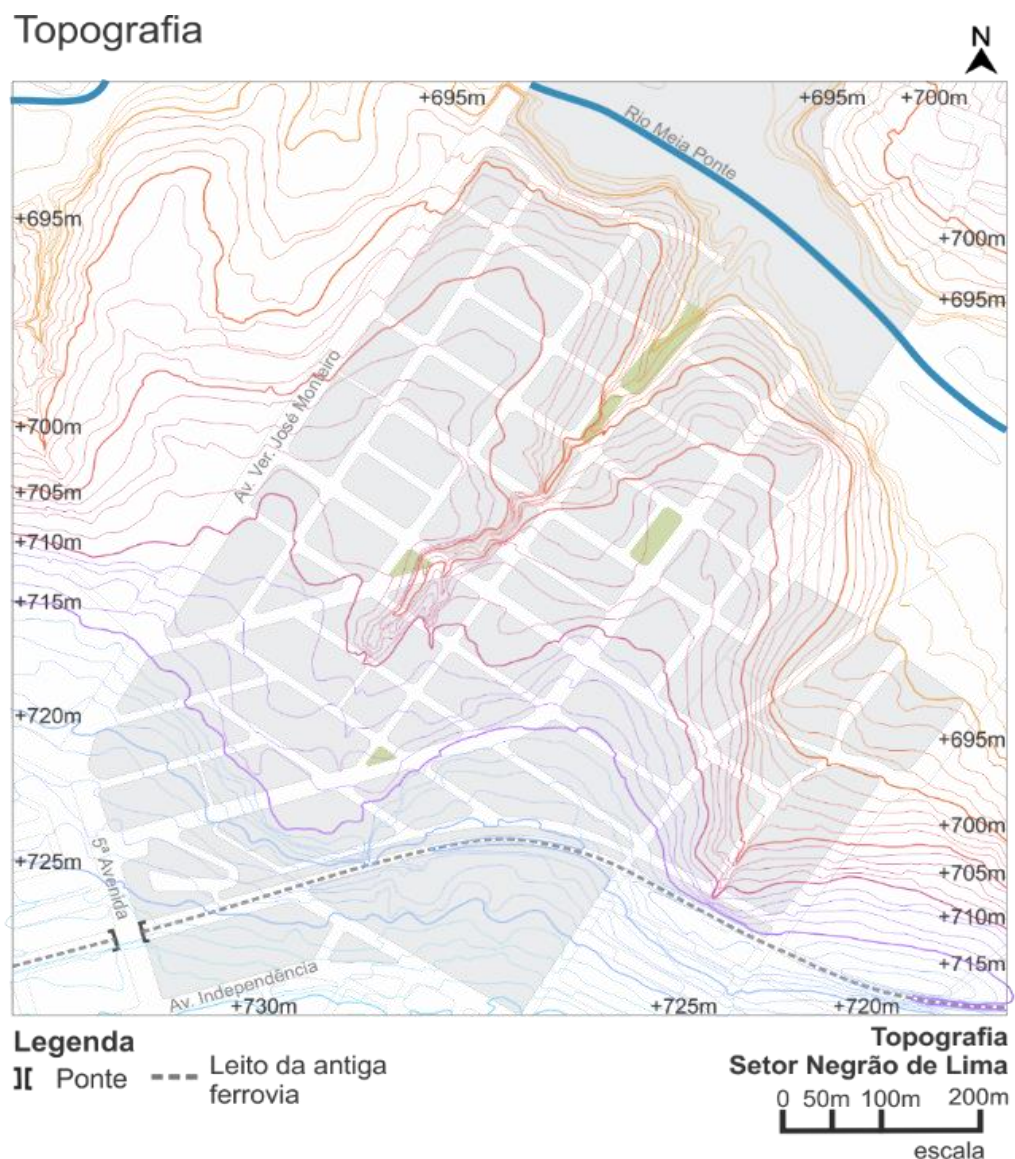 Topografia
N
+695m
+695m
+700m
Rio Meia Ponte
+695m
+700m
+695m
Av. Ver. José Monteiro
+700m
+705m
+710m
+715m
+720m
+695m
+700m
5ª Avenida
+725m
+705m
+710m
+715m
Av. Independência
+730m
+725m
+720m
Legenda
][ Ponte
Leito da antiga
ferrovia
Topografia
Setor Negrão de Lima
0 50m 100m 200m
escala